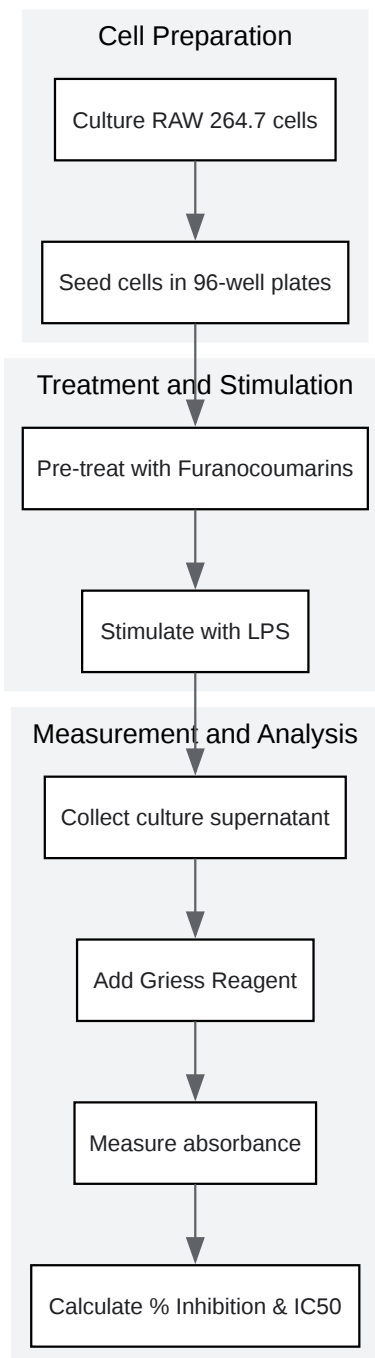 Cell Preparation
Culture RAW 264.7 cells
Seed cells in 96-well plates
Treatment and Stimulation
Pre-treat with Furanocoumarins
Stimulate with LPS
Measurement and Analysis
Collect culture supernatant
Add Griess Reagent
Measure absorbance
Calculate % Inhibition & IC50